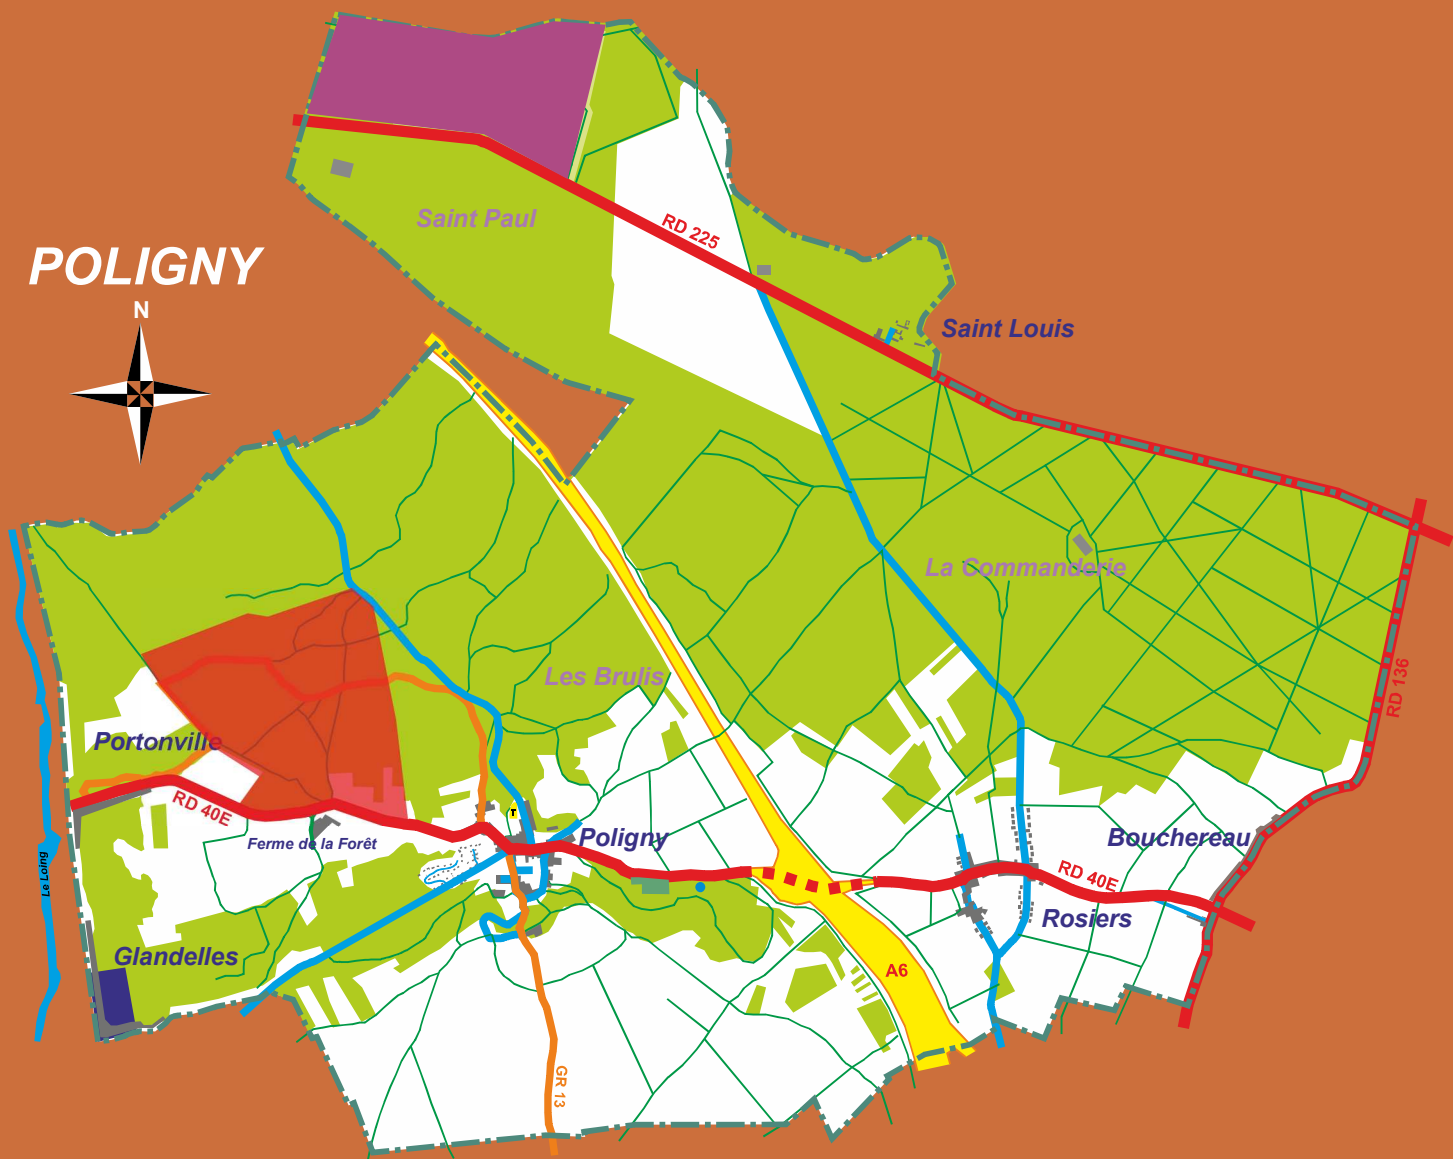 Saint Paul
RD 225
POLIGNY
N
Saint Louis
La Commanderie
Les Brulis
RD 136
Portonville
RD 40E
Ferme de la Forêt
T
Poligny
Bouchereau
RD 40E
Le Loing
Rosiers
Glandelles
A6
GR 13